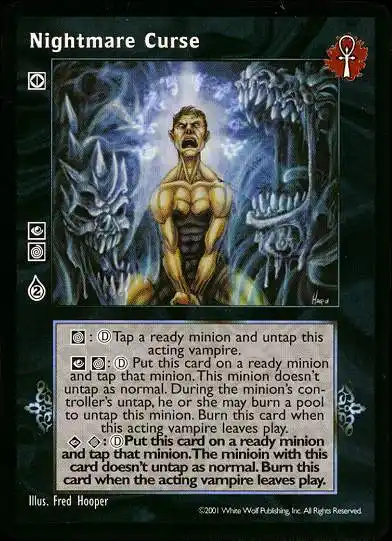 Nightmare Curse
Hooper
2
: D Tap a ready minion and untap this
acting vampire.
: D Put this card on a ready minion
and tap that minion. This minion doesn't
untap as normal. During the minion's con-
troller's untap, he or she may burn a
pool to untap this minion. Burn this card when
this acting vampire leaves play.
: D Put this card on a ready minion
and tap that minion. The minioin with this
card doesn't untap as normal. Burn this
card when the acting vampire leaves play.
Illus. Fred Hooper
©2001 White Wolf Publishing, Inc. All Rights Reserved.